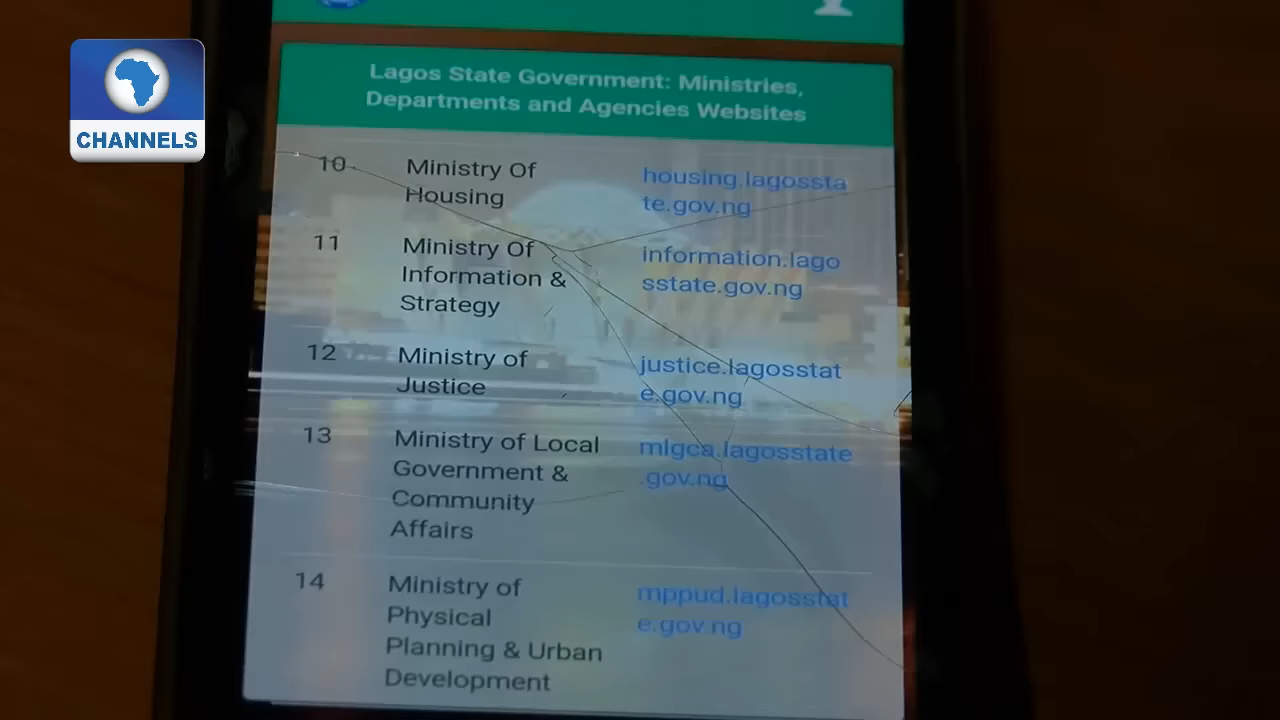 CHANNELS
Lagos State Government: Ministries,
Departments and Agencies Websites
10 Ministry Of housing.lagossta
Housing te.gov.ng
11 Ministry Of information.lago
Information & sstate.gov.ng
Strategy
12 Ministry of justice.lagosstat
Justice e.gov.ng
13 Ministry of Local mlgca.lagosstate
Government & .gov.ng
Community
Affairs
14 Ministry of mppud.lagosstat
Physical e.gov.ng
Planning & Urban
Development